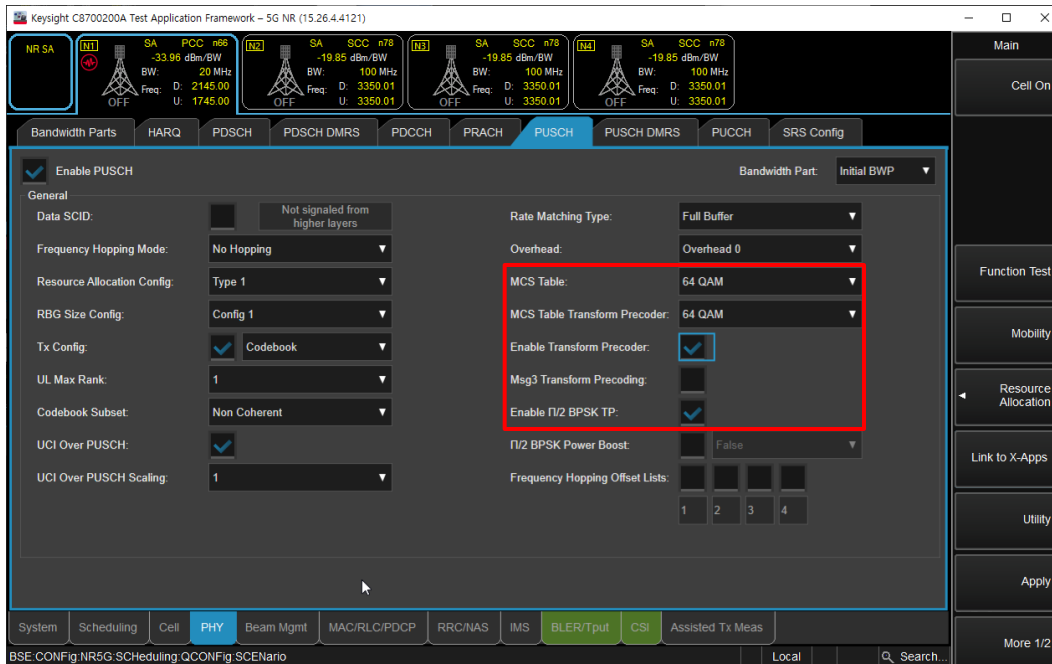 Keysight C8700200A Test Application Framework – 5G NR (15.26.4.4121)
NR SA
N1 SA PCC n66
-33.96 dBm/BW
BW: 20 MHz
Freq: D: 2145.00
U: 1745.00
OFF
N2 SA SCC n78
-19.85 dBm/BW
BW: 100 MHz
Freq: D: 3350.01
U: 3350.01
OFF
N3 SA SCC n78
-19.85 dBm/BW
BW: 100 MHz
Freq: D: 3350.01
U: 3350.01
OFF
N4 SA SCC n78
-19.85 dBm/BW
BW: 100 MHz
Freq: D: 3350.01
U: 3350.01
OFF
Main
Cell On
Bandwidth Parts HARQ PDSCH PDSCH DMRS PDCCH PRACH PUSCH PUSCH DMRS PUCCH SRS Config
Enable PUSCH
Bandwidth Part: Initial BWP
General
Data SCID: Not signaled from
higher layers
Frequency Hopping Mode: No Hopping
Resource Allocation Config: Type 1
RBG Size Config: Config 1
Tx Config: Codebook
UL Max Rank: 1
Codebook Subset: Non Coherent
UCI Over PUSCH:
UCI Over PUSCH Scaling: 1
Rate Matching Type: Full Buffer
Overhead: Overhead 0
MCS Table: 64 QAM
MCS Table Transform Precoder: 64 QAM
Enable Transform Precoder:
Msg3 Transform Precoding:
Enable Π/2 BPSK TP:
Π/2 BPSK Power Boost: False
Frequency Hopping Offset Lists:
1 2 3 4
Function Test
Mobility
Resource
Allocation
Link to X-Apps
Utility
Apply
More 1/2
System Scheduling Cell PHY Beam Mgmt MAC/RLC/PDCP RRC/NAS IMS BLER/Tput CSI Assisted Tx Meas
BSE:CONFig:NR5G:SCHeduling:QCONFig:SCENario
Local
Search...